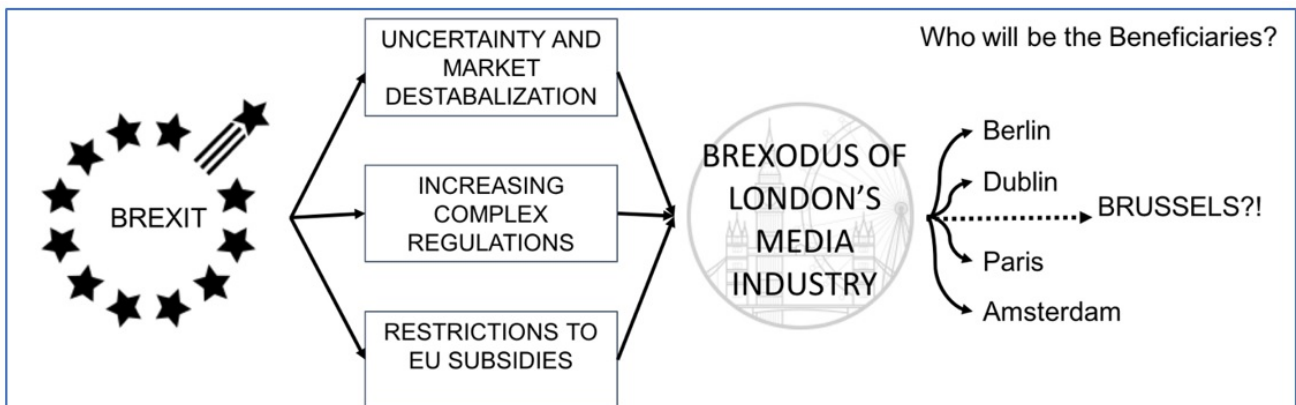 BREXIT
UNCERTAINTY AND
MARKET
DESTABALIZATION
INCREASING
COMPLEX
REGULATIONS
RESTRICTIONS TO
EU SUBSIDIES
BREXODUS OF
LONDON’S
MEDIA
INDUSTRY
Who will be the Beneficiaries?
Berlin
Dublin
BRUSSELS?!
Paris
Amsterdam